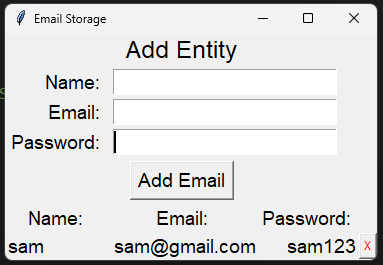 Email Storage
Add Entity
Name:
Email:
Password:
Add Email
Name: Email: Password:
sam sam@gmail.com sam123 X